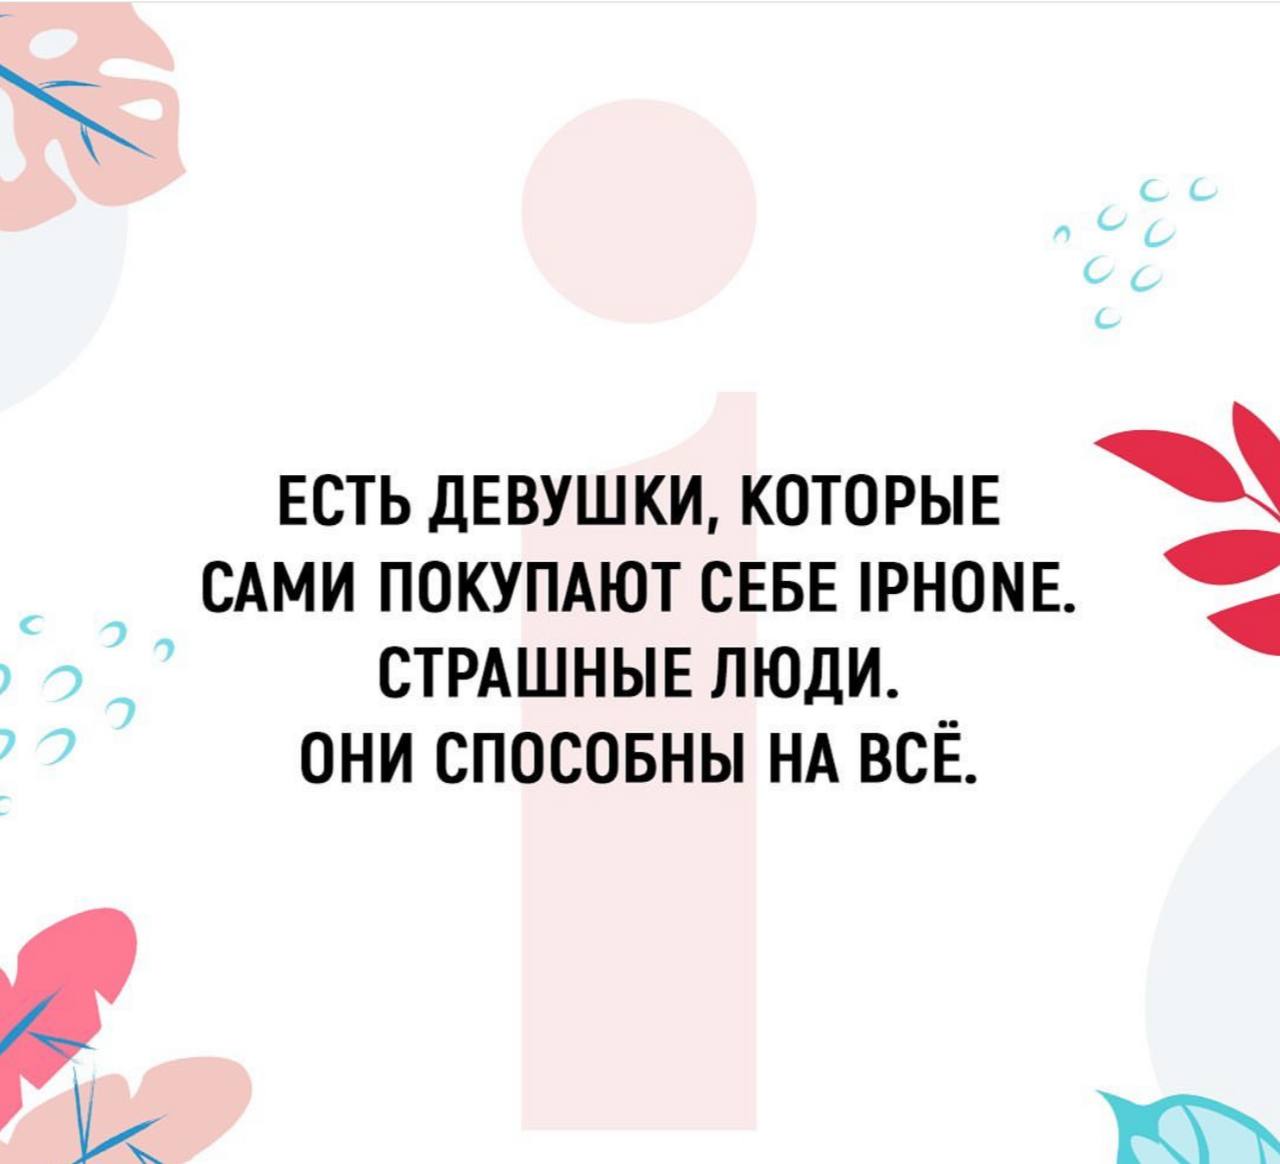 ЕСТЬ ДЕВУШКИ, КОТОРЫЕ
САМИ ПОКУПАЮТ СЕБЕ IPHONE.
СТРАШНЫЕ ЛЮДИ.
ОНИ СПОСОБНЫ НА ВСЁ.